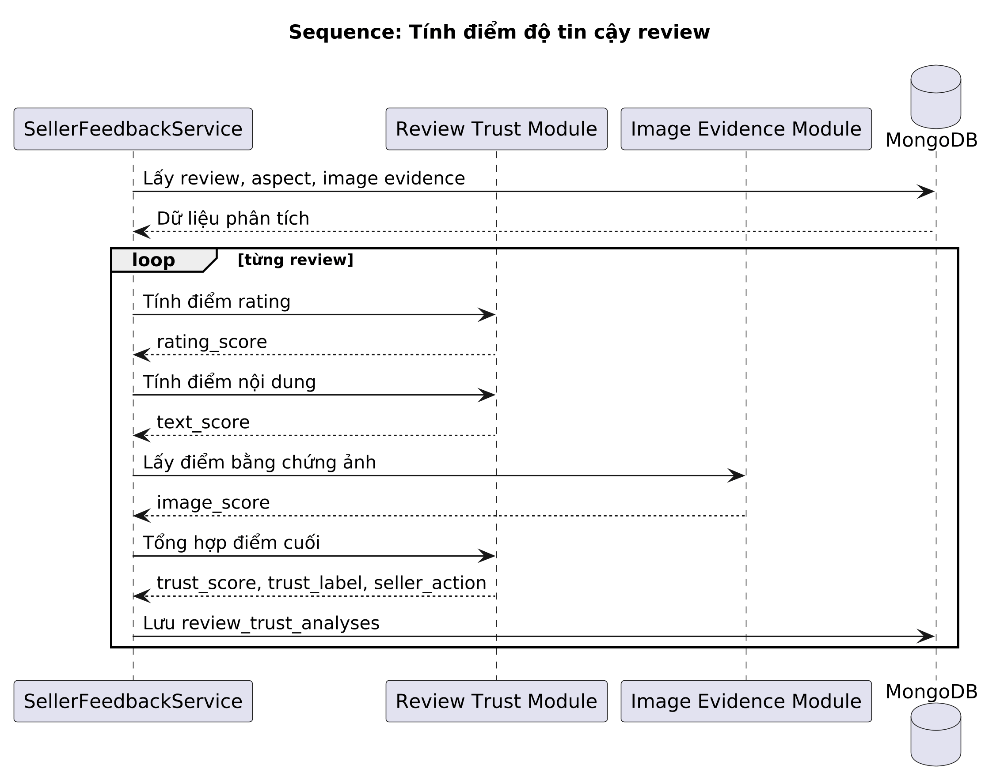 Sequence: Tính điểm độ tin cậy review
SellerFeedbackService
Review Trust Module
Image Evidence Module
MongoDB
Lấy review, aspect, image evidence
Dữ liệu phân tích
loop
[từng review]
Tính điểm rating
rating_score
Tính điểm nội dung
text_score
Lấy điểm bằng chứng ảnh
image_score
Tổng hợp điểm cuối
trust_score, trust_label, seller_action
Lưu review_trust_analyses
SellerFeedbackService
Review Trust Module
Image Evidence Module
MongoDB